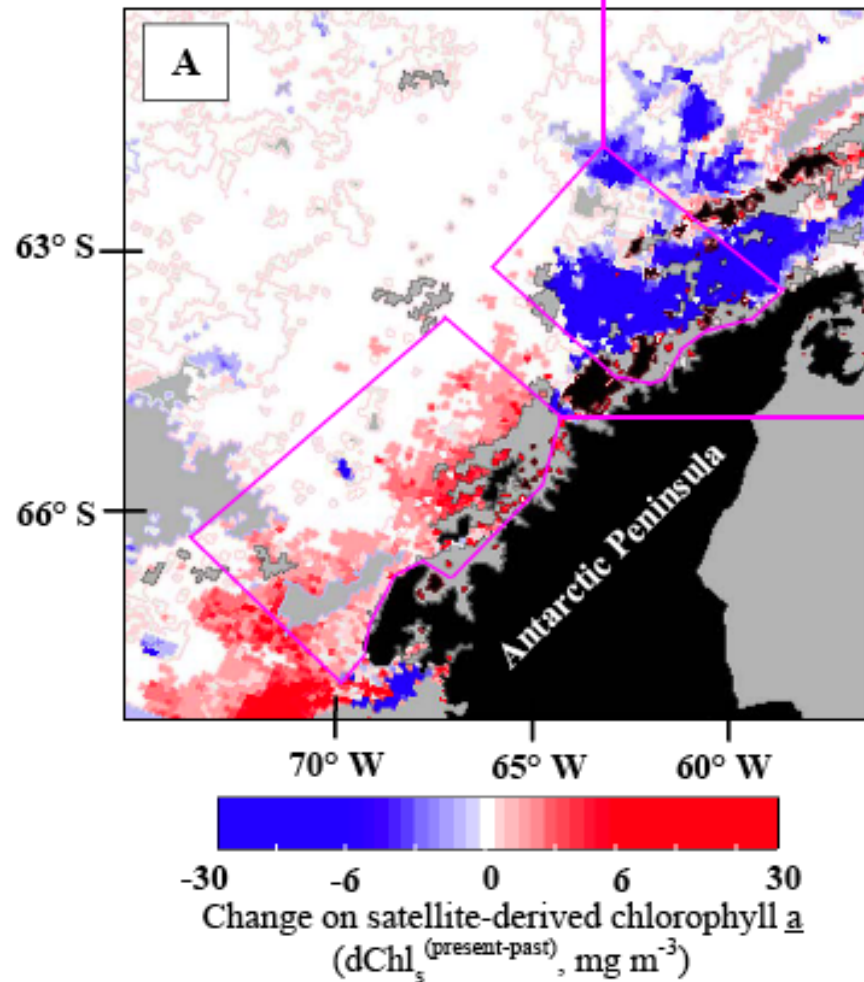 A
63° S
66° S
Antarctic Peninsula
70° W 65° W 60° W
-30 -6 0 6 30
Change on satellite-derived chlorophyll a
(dChls(present-past), mg m-3)